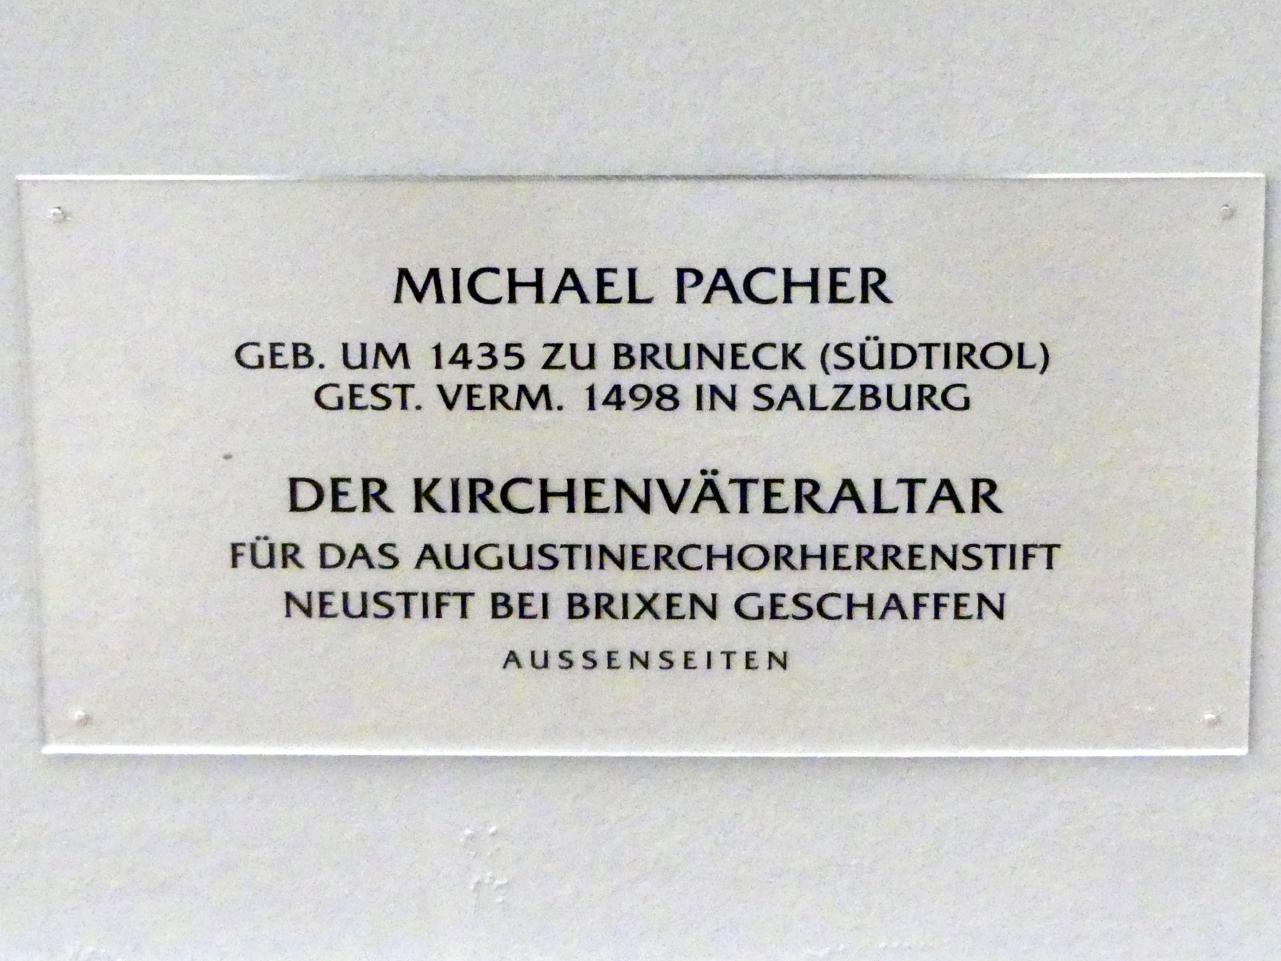 MICHAEL PACHER
GEB. UM 1435 ZU BRUNECK (SÜDTIROL)
GEST. VERM. 1498 IN SALZBURG
DER KIRCHENVÄTERALTAR
FÜR DAS AUGUSTINERCHORHERRENSTIFT
NEUSTIFT BEI BRIXEN GESCHAFFEN
AUSSENSEITEN